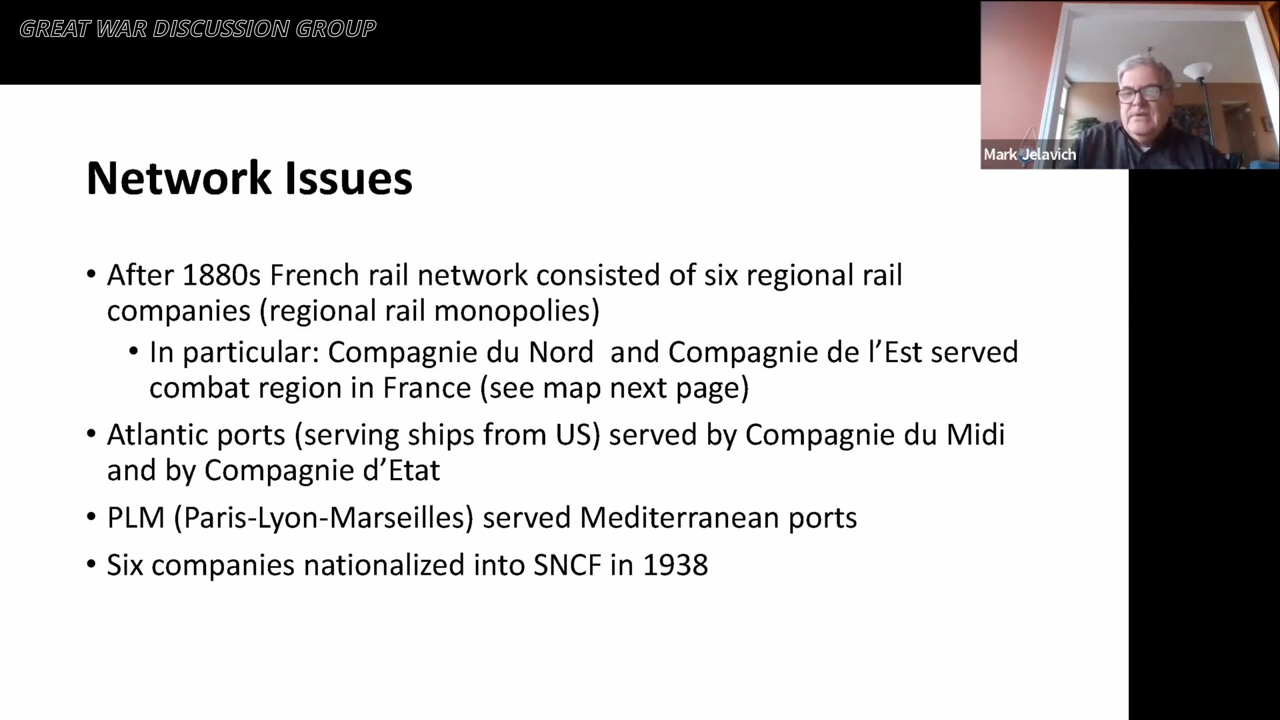 GREAT WAR DISCUSSION GROUP
Mark Jelavich
Network Issues
• After 1880s French rail network consisted of six regional rail
companies (regional rail monopolies)
• In particular: Compagnie du Nord  and Compagnie de l’Est served
combat region in France (see map next page)
• Atlantic ports (serving ships from US) served by Compagnie du Midi
and by Compagnie d’Etat
• PLM (Paris-Lyon-Marseilles) served Mediterranean ports
• Six companies nationalized into SNCF in 1938